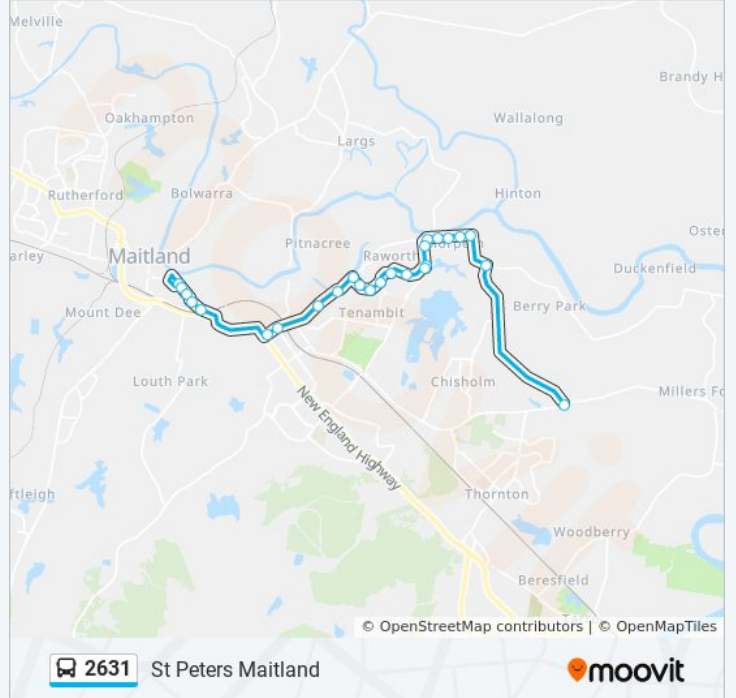 Melville
Brandy H
Oakhampton
Wallalong
Largs
Rutherford
Bolwarra
Hinton
Oster
Pitnacree
arley
Maitland
Raworth
Duckenfield
Berry Park
Mount Dee
Tenambit
Louth Park
Chisholm
Millers Fo
New England Highway
ftleigh
Thornton
Woodberry
Beresfield
© OpenStreetMap contributors | © OpenMapTiles
2631 St Peters Maitland
moovit